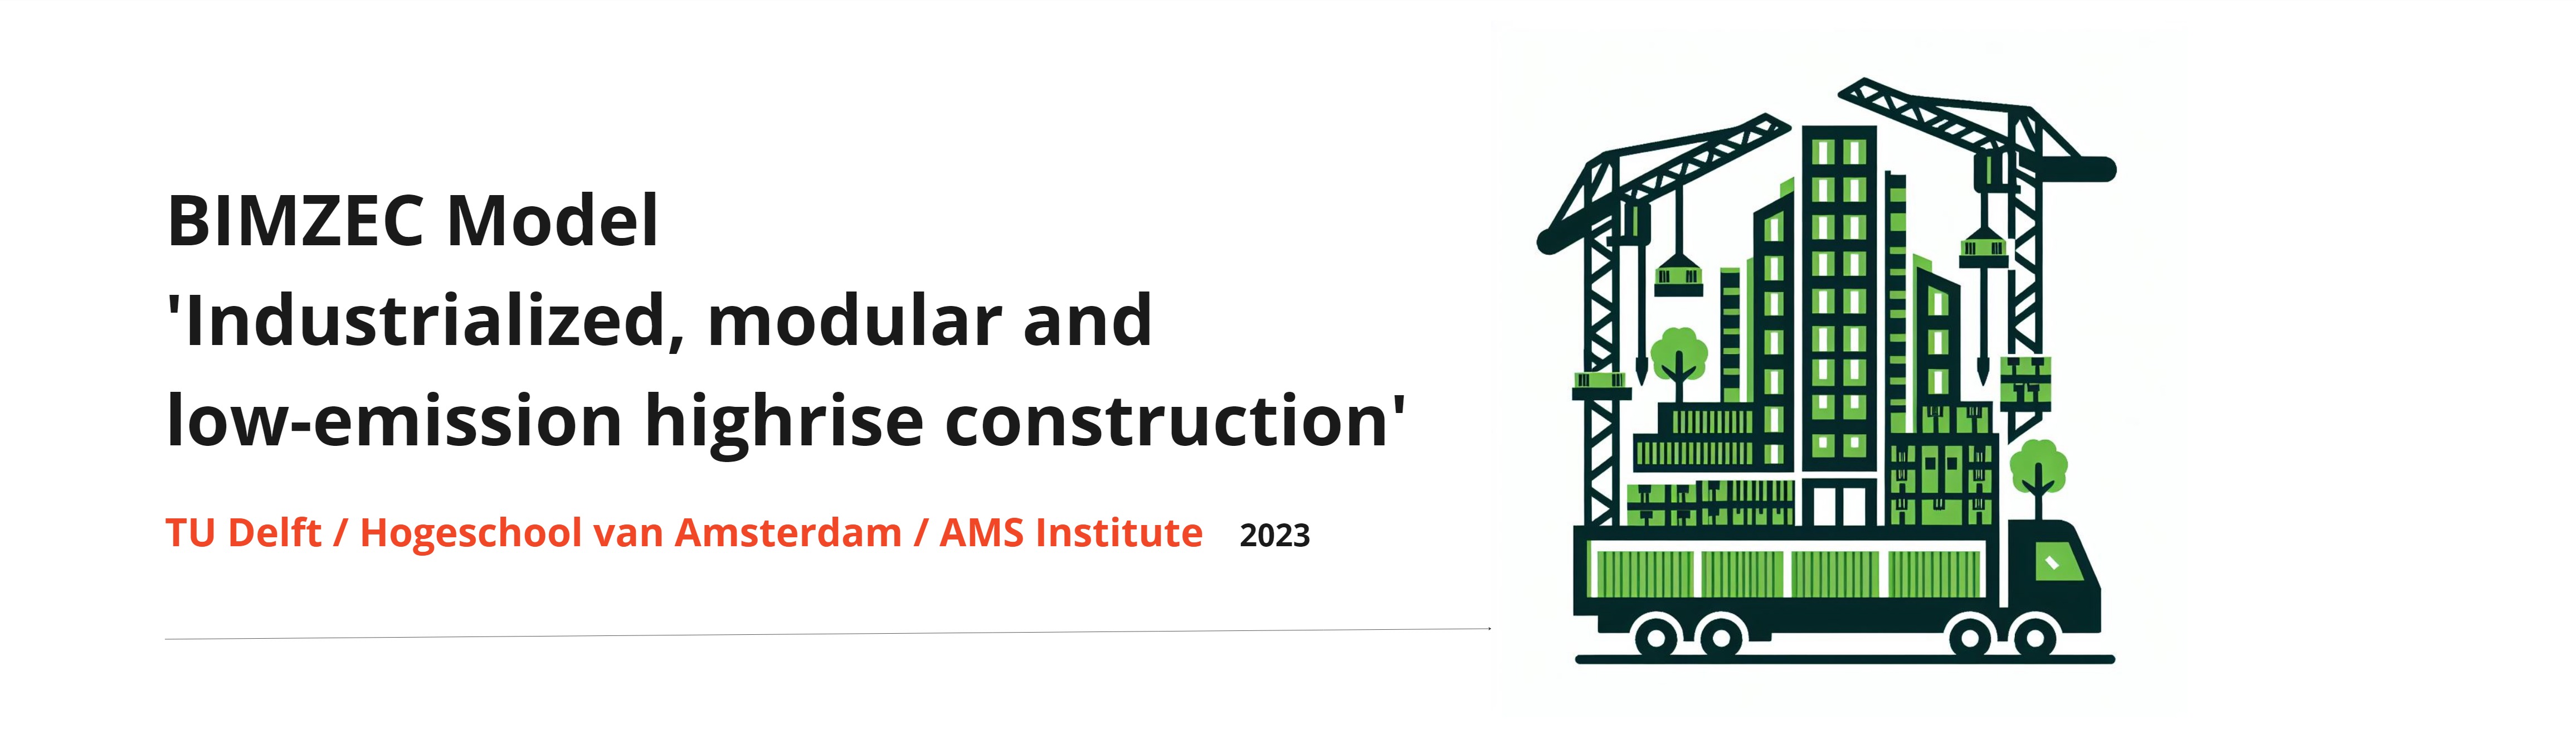 BIMZEC Model
'Industrialized, modular and
low-emission highrise construction'
TU Delft / Hogeschool van Amsterdam / AMS Institute 2023